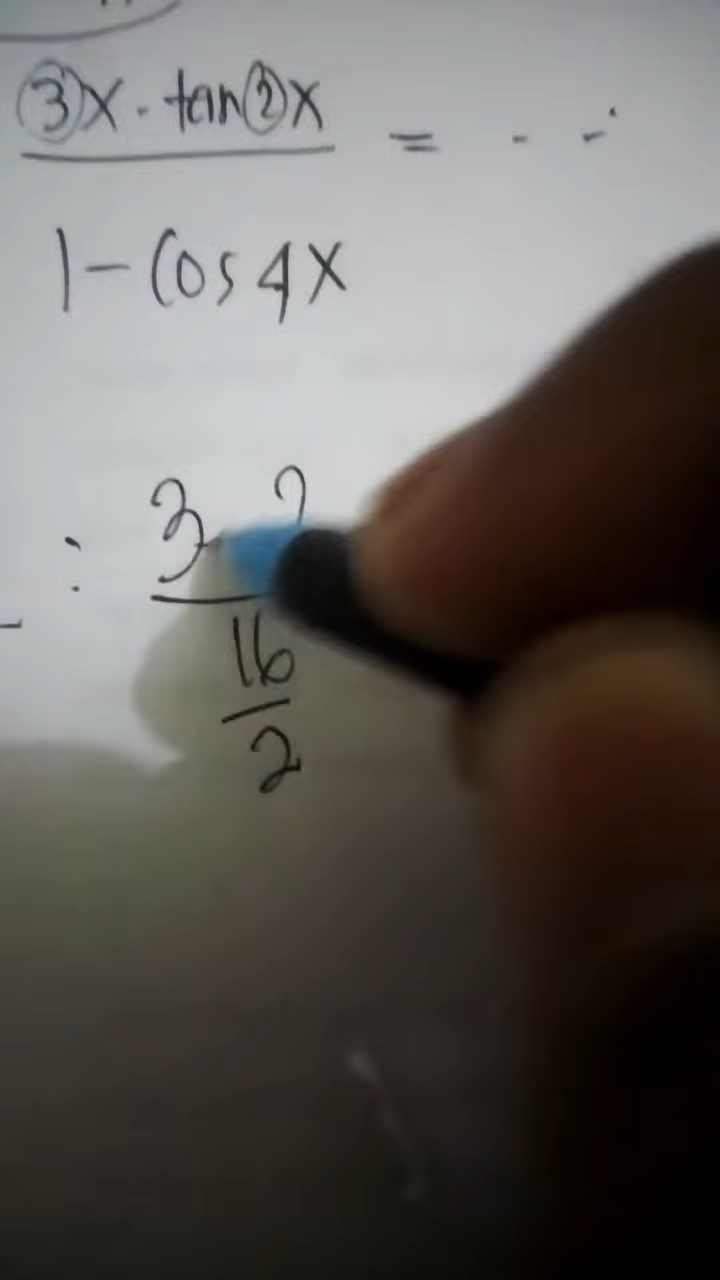 3x . tan 2x
= . . .
1 - Cos 4x
: 3 2
16
2